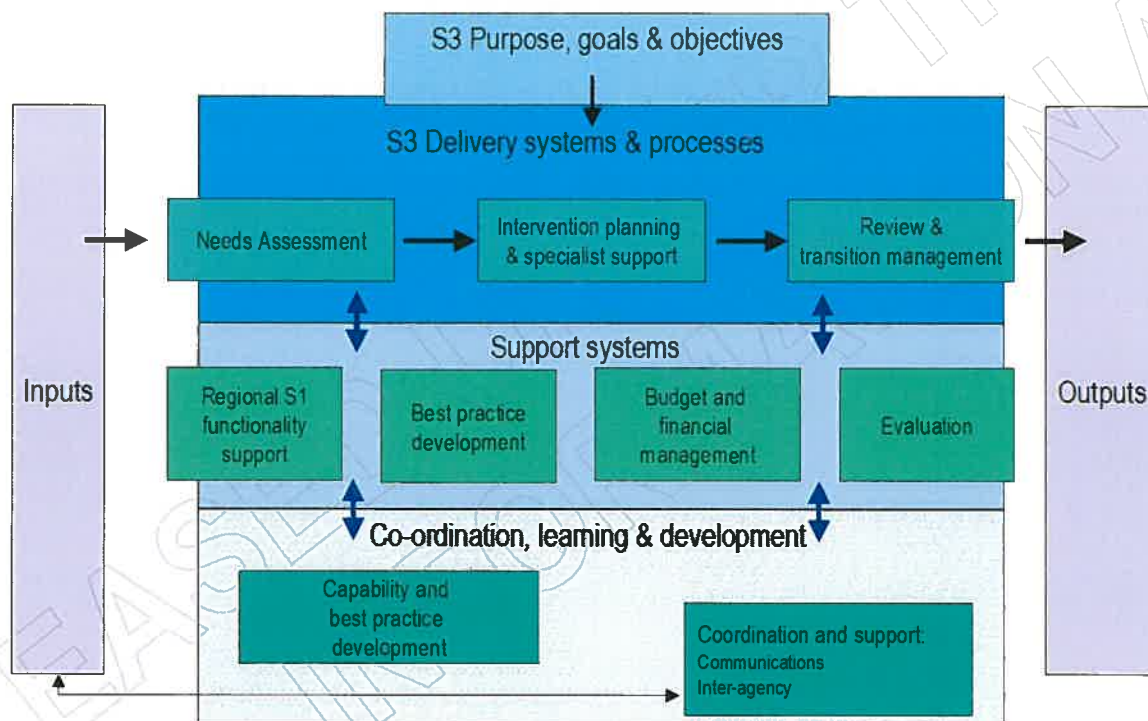 S3 Purpose, goals & objectives
S3 Delivery systems & processes
Needs Assessment
Intervention planning
& specialist support
Review &
transition management
Inputs
Outputs
Support systems
Regional S1
functionality
support
Best practice
development
Budget and
financial
management
Evaluation
Co-ordination, learning & development
Capability and
best practice
development
Coordination and support:
Communications
Inter-agency